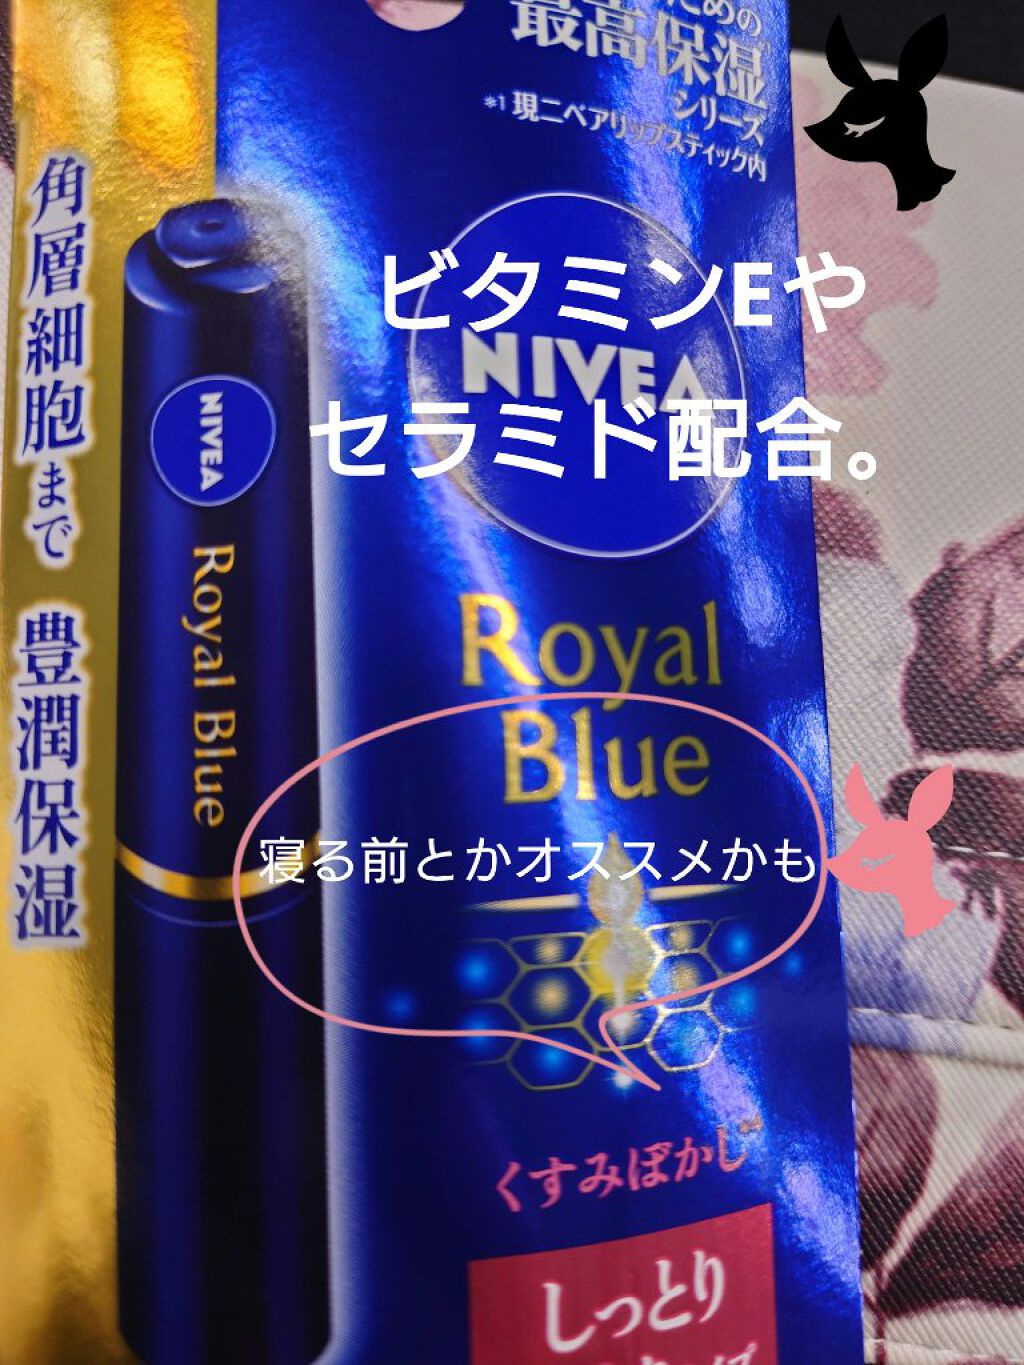 ための
最高保湿
シリーズ
*1 現ニベアリップスティック内
角層細胞まで 豊潤保湿
NIVEA
Royal Blue
ビタミンEや
NIVEA
セラミド配合。
Royal
Blue
寝る前とかオススメかも
くすみぼかし
しっとり